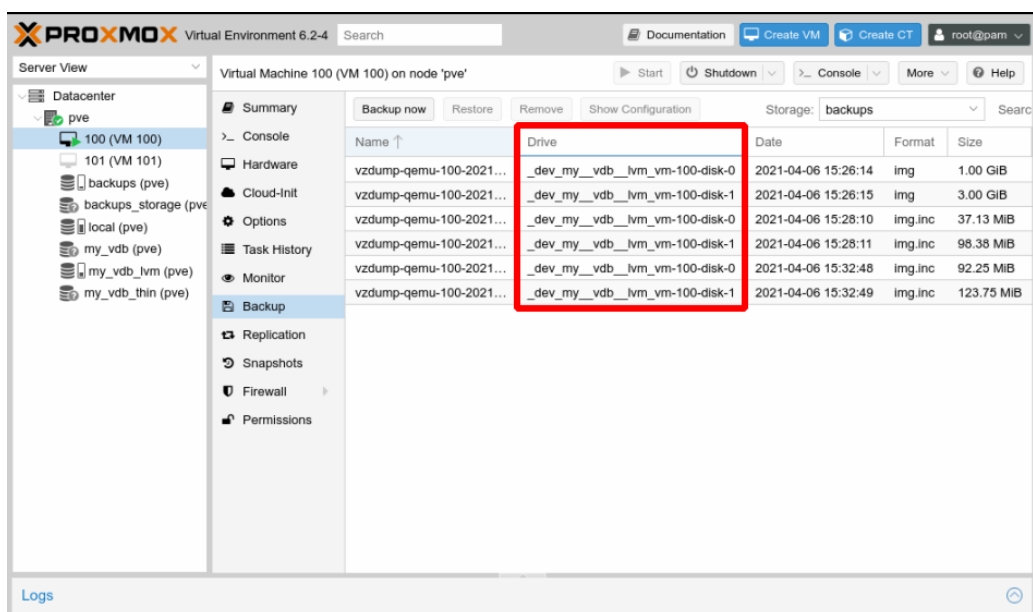 PROXMOX Virtual Environment 6.2-4 Search Documentation Create VM Create CT root@pam
Server View
Virtual Machine 100 (VM 100) on node 'pve' Start Shutdown Console More Help
Datacenter
pve
100 (VM 100)
101 (VM 101)
backups (pve)
backups_storage (pve
local (pve)
my_vdb (pve)
my_vdb_lvm (pve)
my_vdb_thin (pve)
Summary
>_ Console
Hardware
Cloud-Init
Options
Task History
Monitor
Backup
Replication
Snapshots
Firewall
Permissions
Backup now Restore Remove Show Configuration Storage: backups Searc
Name Drive Date Format Size
vzdump-qemu-100-2021... _dev_my__vdb__lvm_vm-100-disk-0 2021-04-06 15:26:14 img 1.00 GiB
vzdump-qemu-100-2021... _dev_my__vdb__lvm_vm-100-disk-1 2021-04-06 15:26:15 img 3.00 GiB
vzdump-qemu-100-2021... _dev_my__vdb__lvm_vm-100-disk-0 2021-04-06 15:28:10 img.inc 37.13 MiB
vzdump-qemu-100-2021... _dev_my__vdb__lvm_vm-100-disk-1 2021-04-06 15:28:11 img.inc 98.38 MiB
vzdump-qemu-100-2021... _dev_my__vdb__lvm_vm-100-disk-0 2021-04-06 15:32:48 img.inc 92.25 MiB
vzdump-qemu-100-2021... _dev_my__vdb__lvm_vm-100-disk-1 2021-04-06 15:32:49 img.inc 123.75 MiB
Logs